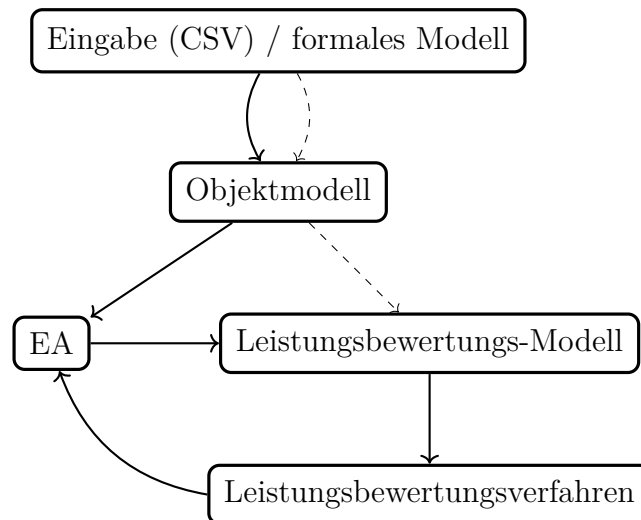 Eingabe (CSV) / formales Modell
Objektmodell
EA
Leistungsbewertungs-Modell
Leistungsbewertungsverfahren